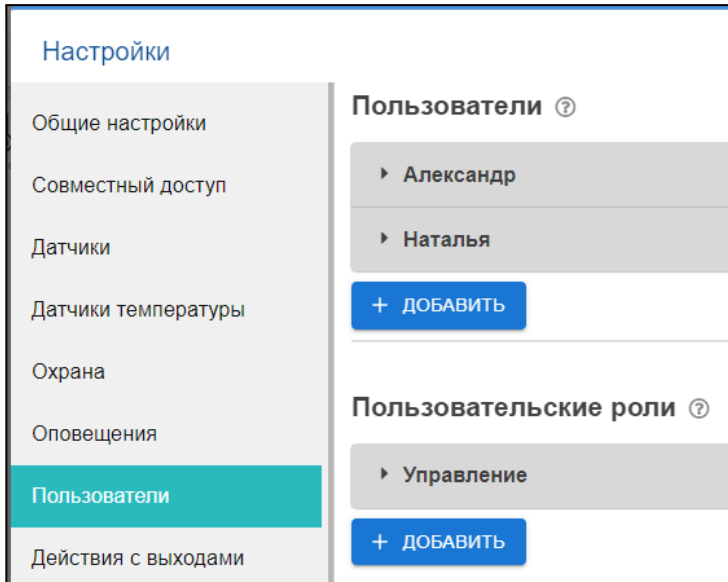 Настройки
Общие настройки
Совместный доступ
Датчики
Датчики температуры
Охрана
Оповещения
Пользователи
Действия с выходами
Пользователи ?
Александр
Наталья
+ ДОБАВИТЬ
Пользовательские роли ?
Управление
+ ДОБАВИТЬ